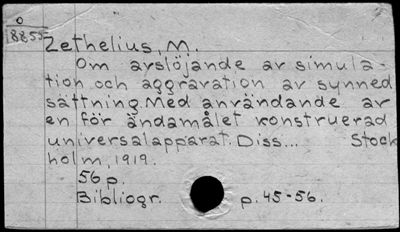 O
8855
Zethelius, M.
Om avslöjande av simula-
tion och aggravation av synned
sättning. Med användande av
en för ändamålet konstruerad
universalapparat. Diss... Stock
holm, 1919.
56 p.
Bibliogr. p. 45-56.